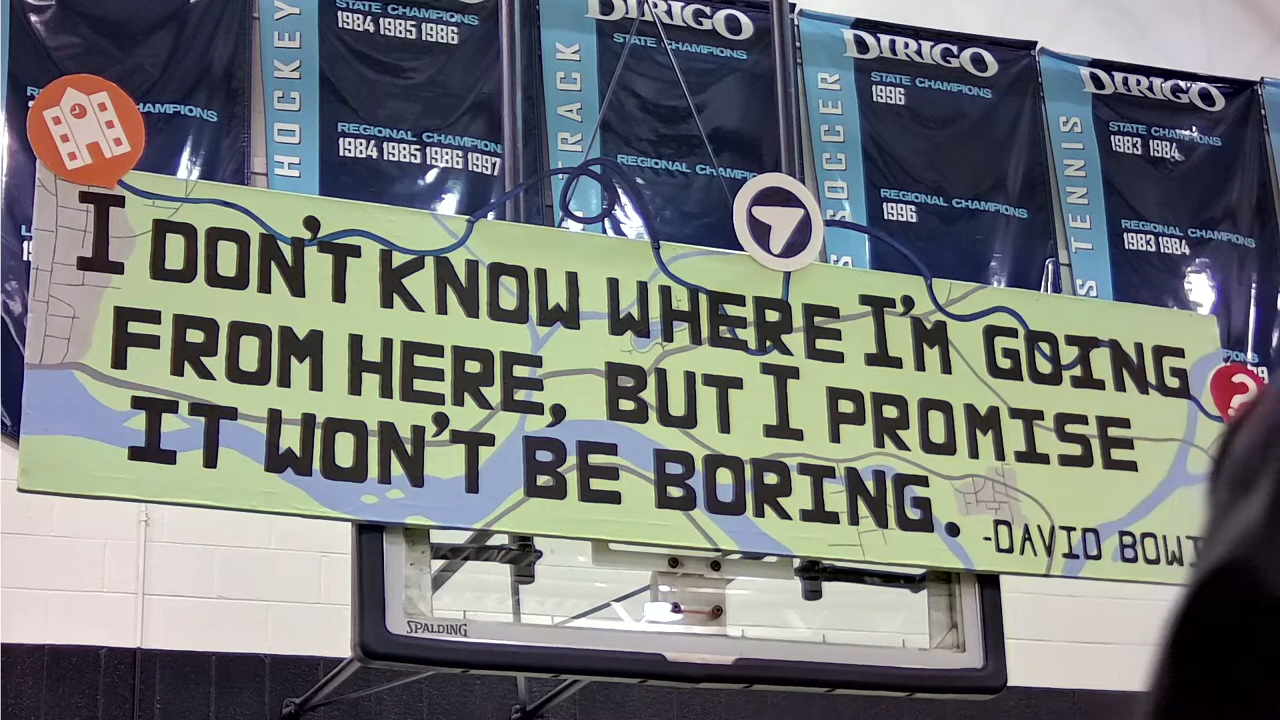 HOCKEY
STATE CHAMPIONS
1984 1985 1986
REGIONAL CHAMPIONS
1984 1985 1986 1997
TRACK
DIRIGO
STATE CHAMPIONS
REGIONAL CHAMPIO
SOCCER
DIRIGO
STATE CHAMPIONS
1996
REGIONAL CHAMPIONS
1996
S TENNIS
DIRIGO
STATE CHAMPIONS
1983 1984
REGIONAL CHAMPIONS
1983 1984
CHAMPIONS
I DON'T KNOW WHERE I'M GOING
FROM HERE, BUT I PROMISE
IT WON'T BE BORING.
-DAVID BOWI
?
SPALDING